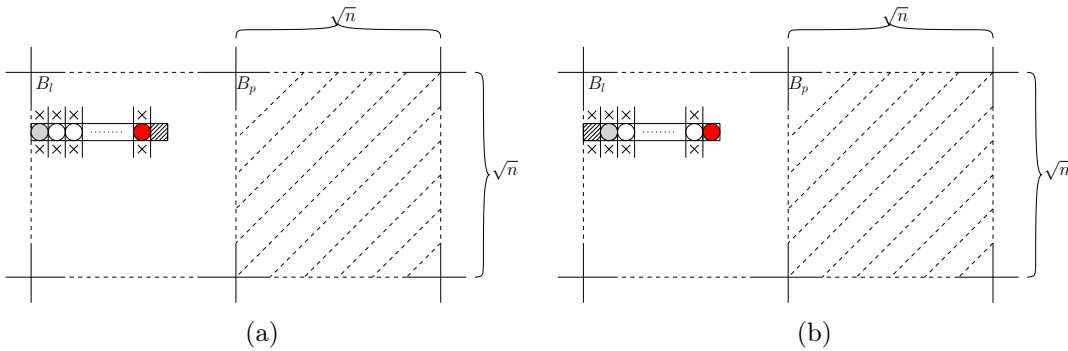 √n √n
B_l B_p B_l B_p
× × × × × × × ×
√n √n
× × × × × × × ×
(a) (b)